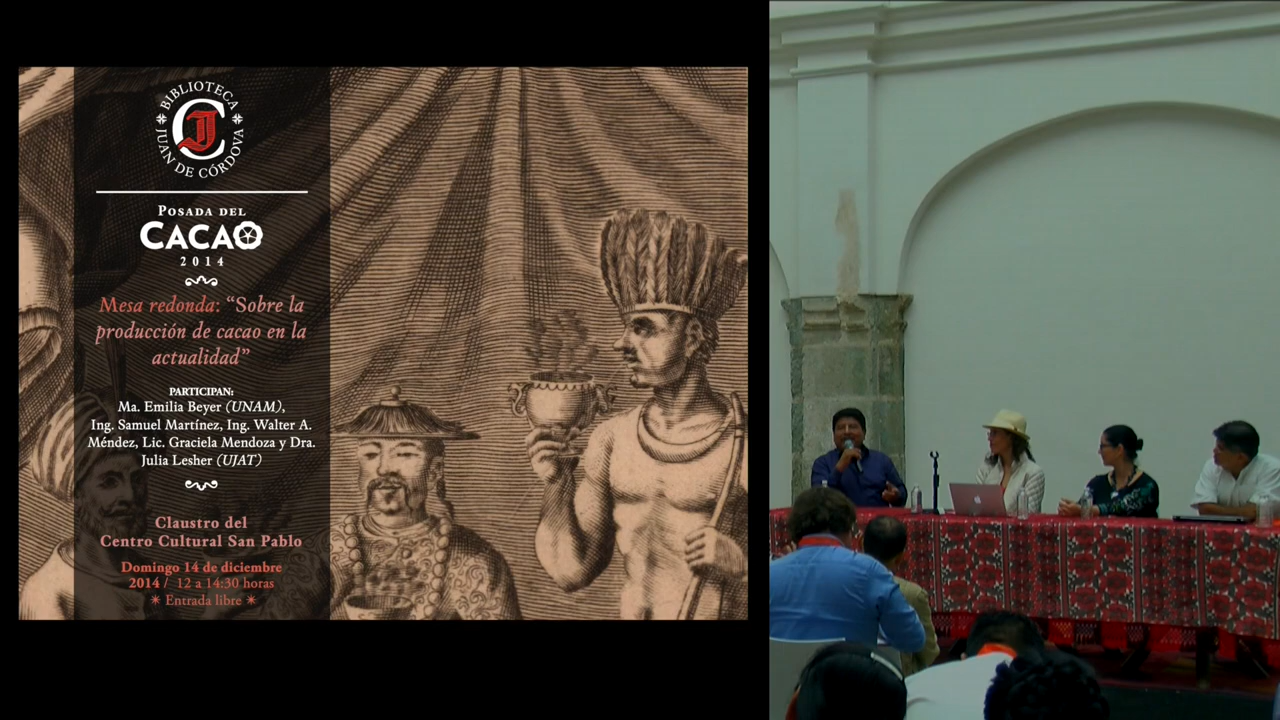 BIBLIOTECA
JUAN DE CÓRDOVA
POSADA DEL
CACAO
2014
Mesa redonda: “Sobre la
producción de cacao en la
actualidad”
PARTICIPAN:
Ma. Emilia Beyer (UNAM),
Ing. Samuel Martínez, Ing. Walter A.
Méndez, Lic. Graciela Mendoza y Dra.
Julia Lesher (UJAT)
Claustro del
Centro Cultural San Pablo
Domingo 14 de diciembre
2014 / 12 a 14:30 horas
✴ Entrada libre ✴